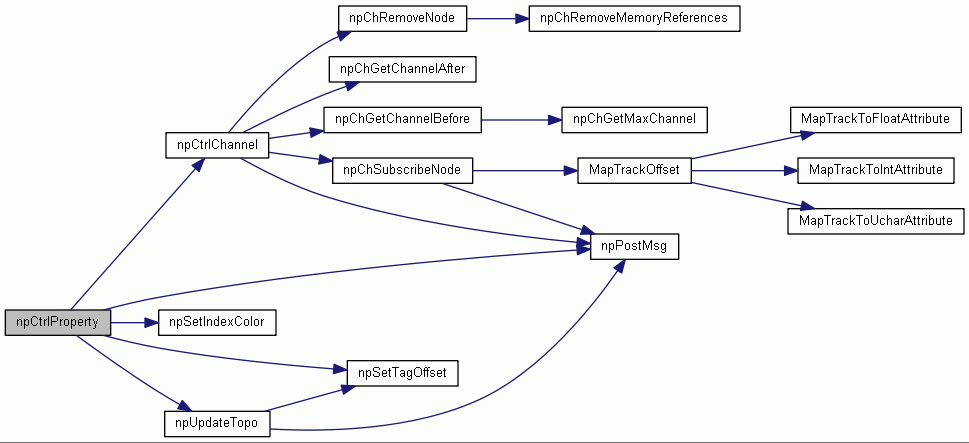 npChRemoveNode
npChRemoveMemoryReferences
npChGetChannelAfter
npChGetChannelBefore
npChGetMaxChannel
MapTrackToFloatAttribute
npCtrlChannel
npChSubscribeNode
MapTrackOffset
MapTrackToIntAttribute
MapTrackToUcharAttribute
npPostMsg
npCtrlProperty
npSetIndexColor
npSetTagOffset
npUpdateTopo